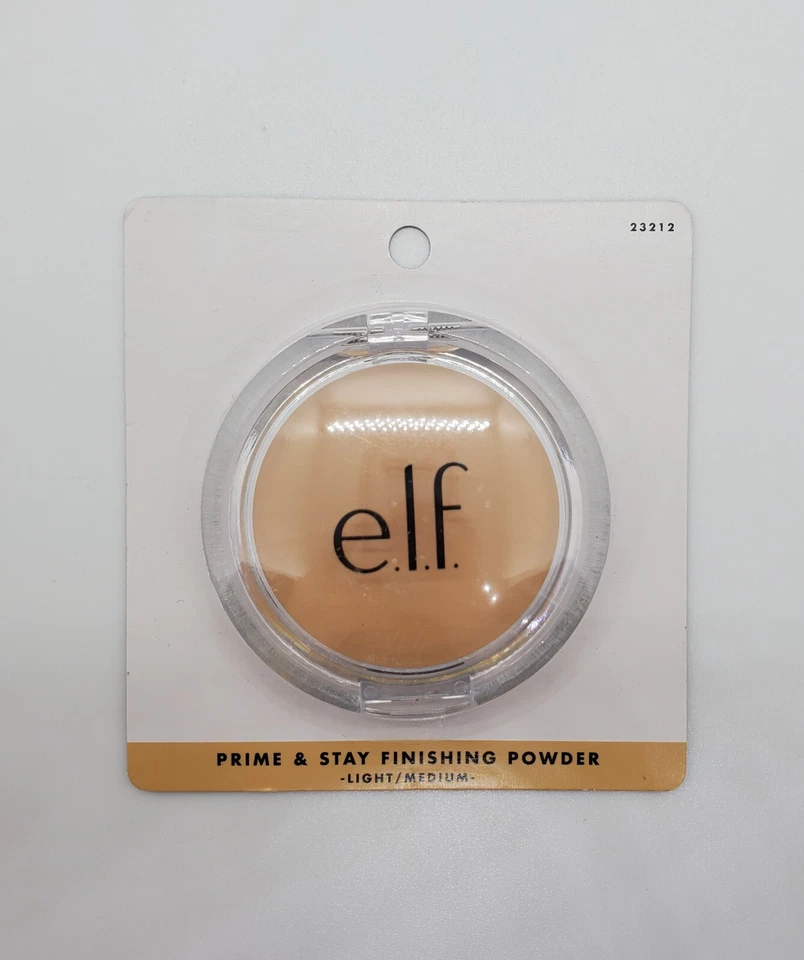 23212
e.l.f.
PRIME & STAY FINISHING POWDER
-LIGHT/MEDIUM-